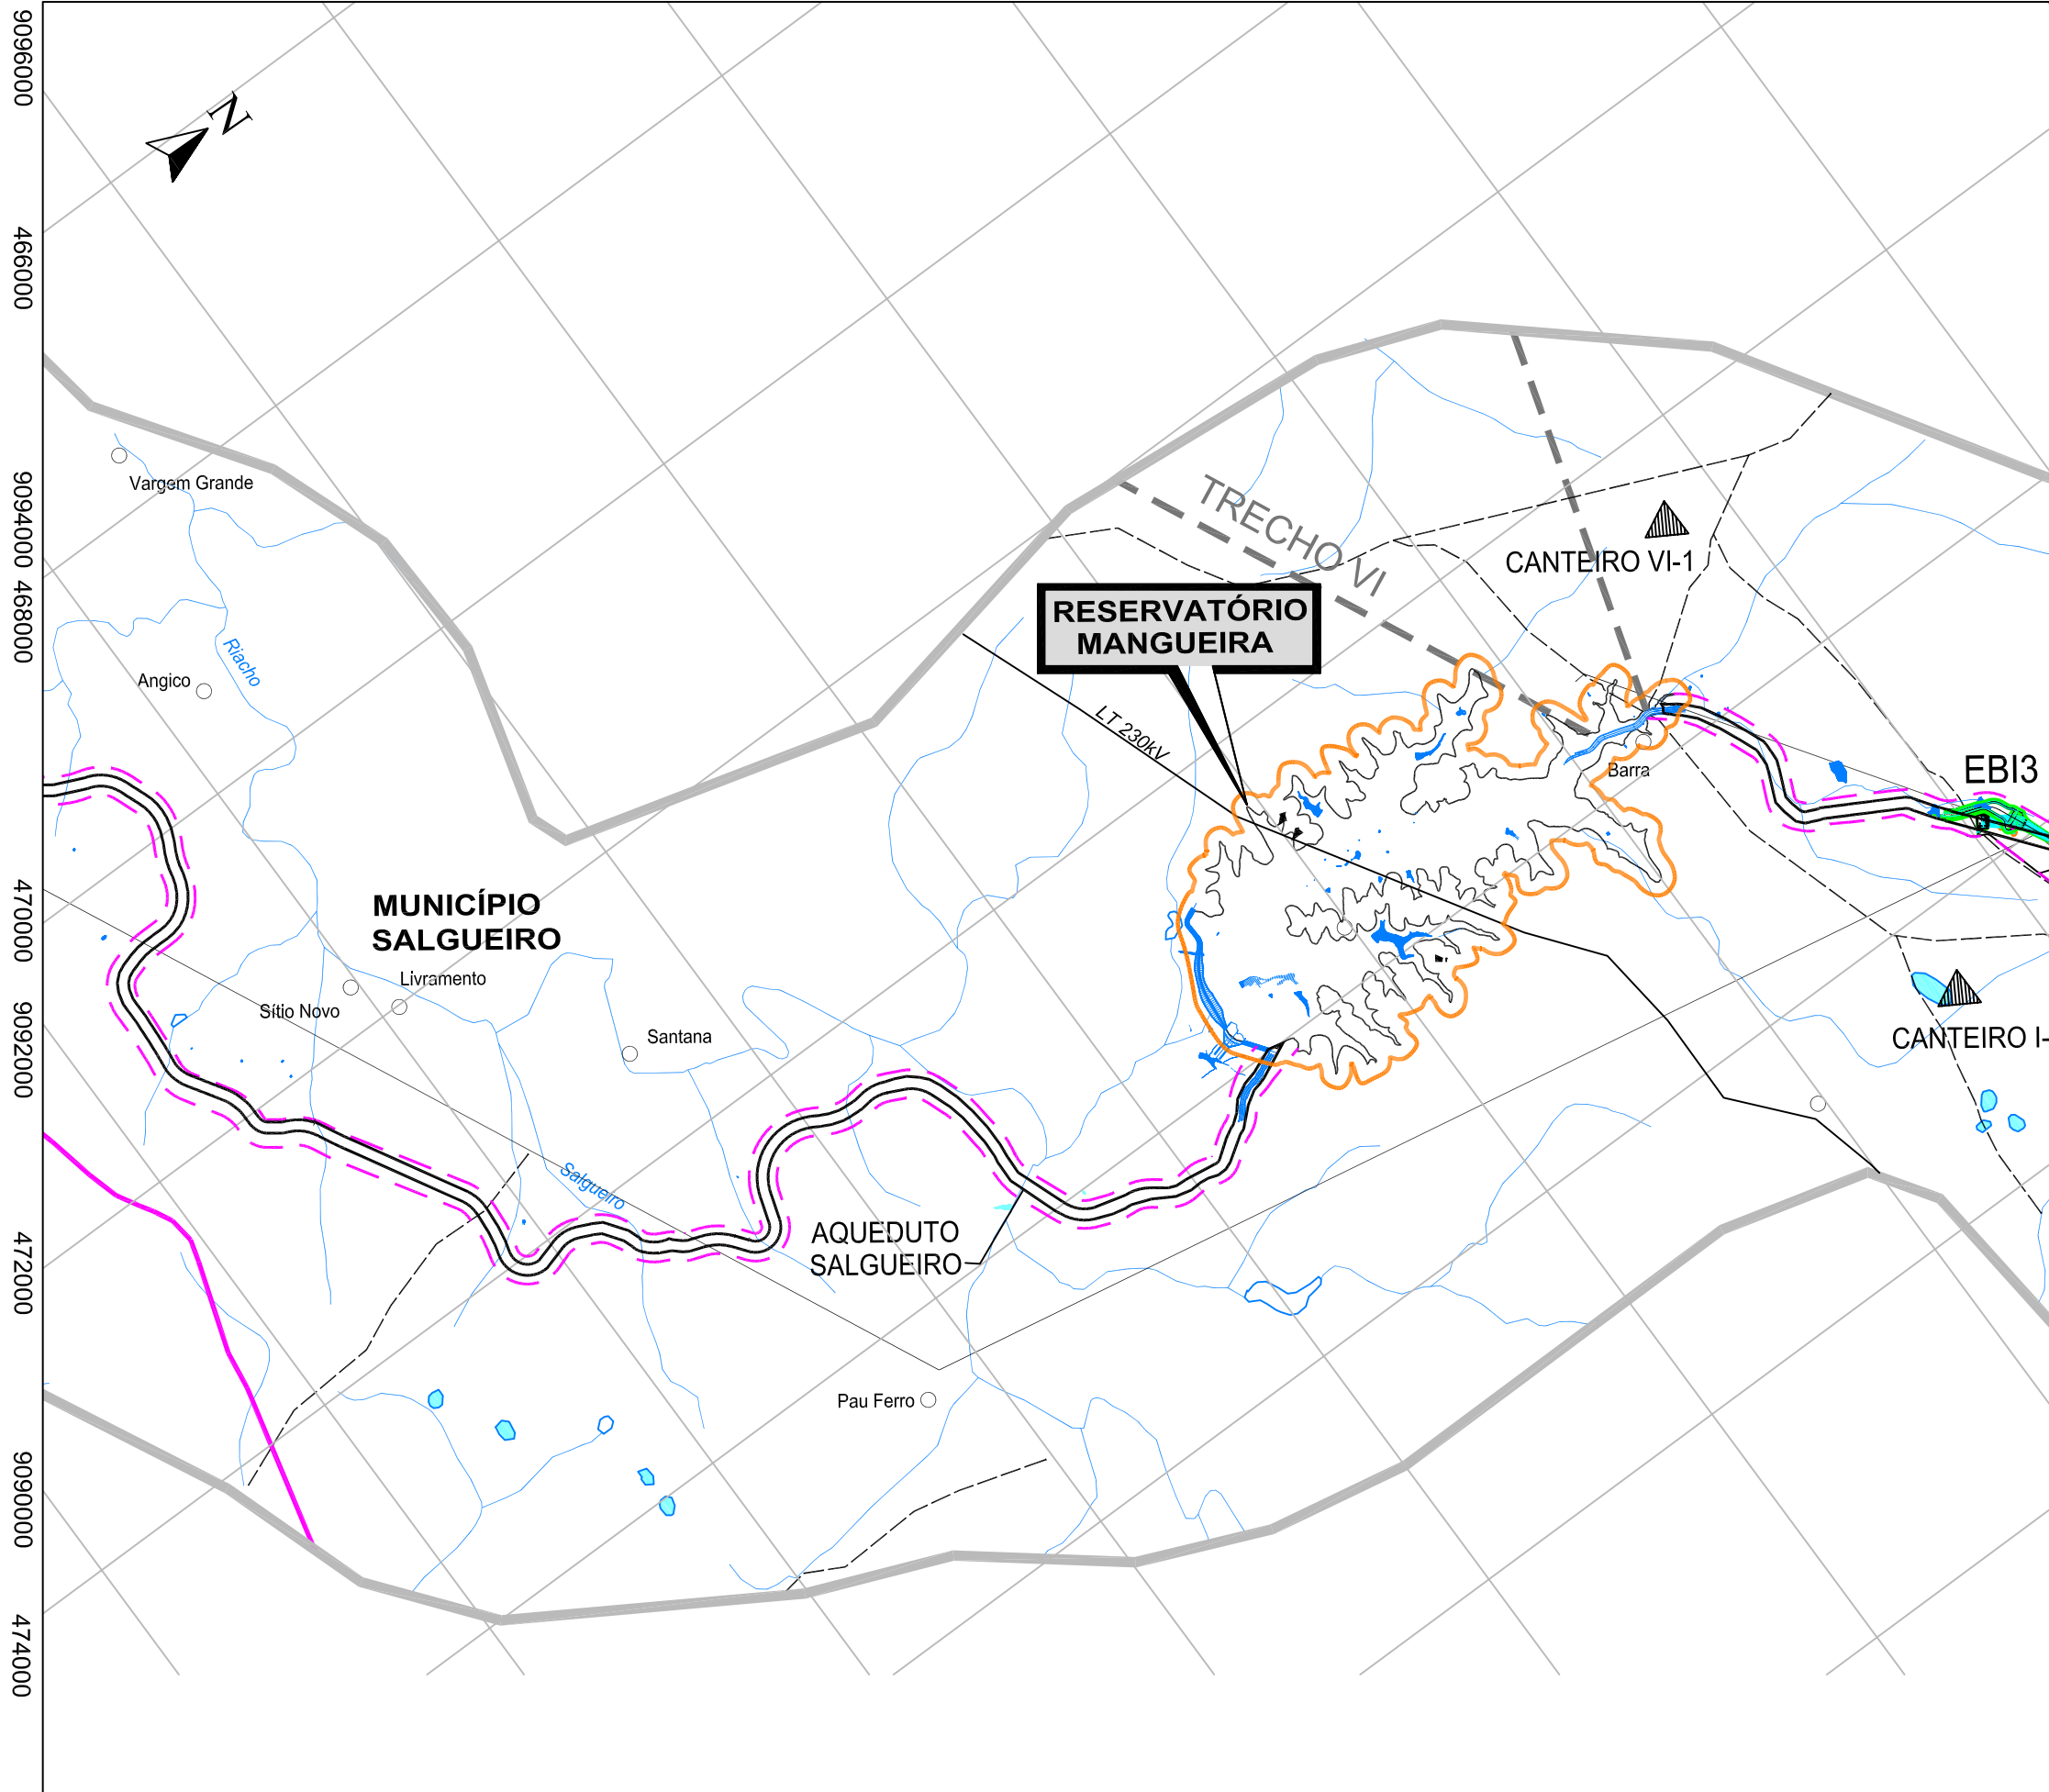 9096000
466000
9094000
468000
470000
9092000
472000
9090000
474000
N
Vargem Grande
Riacho
Angico
MUNICÍPIO
SALGUEIRO
Livramento
Sítio Novo
Santana
Salgueiro
AQUEDUTO
SALGUEIRO
Pau Ferro
TRECHO VI
RESERVATÓRIO
MANGUEIRA
LT 230kV
CANTEIRO VI-1
Barra
EBI3
CANTEIRO I-